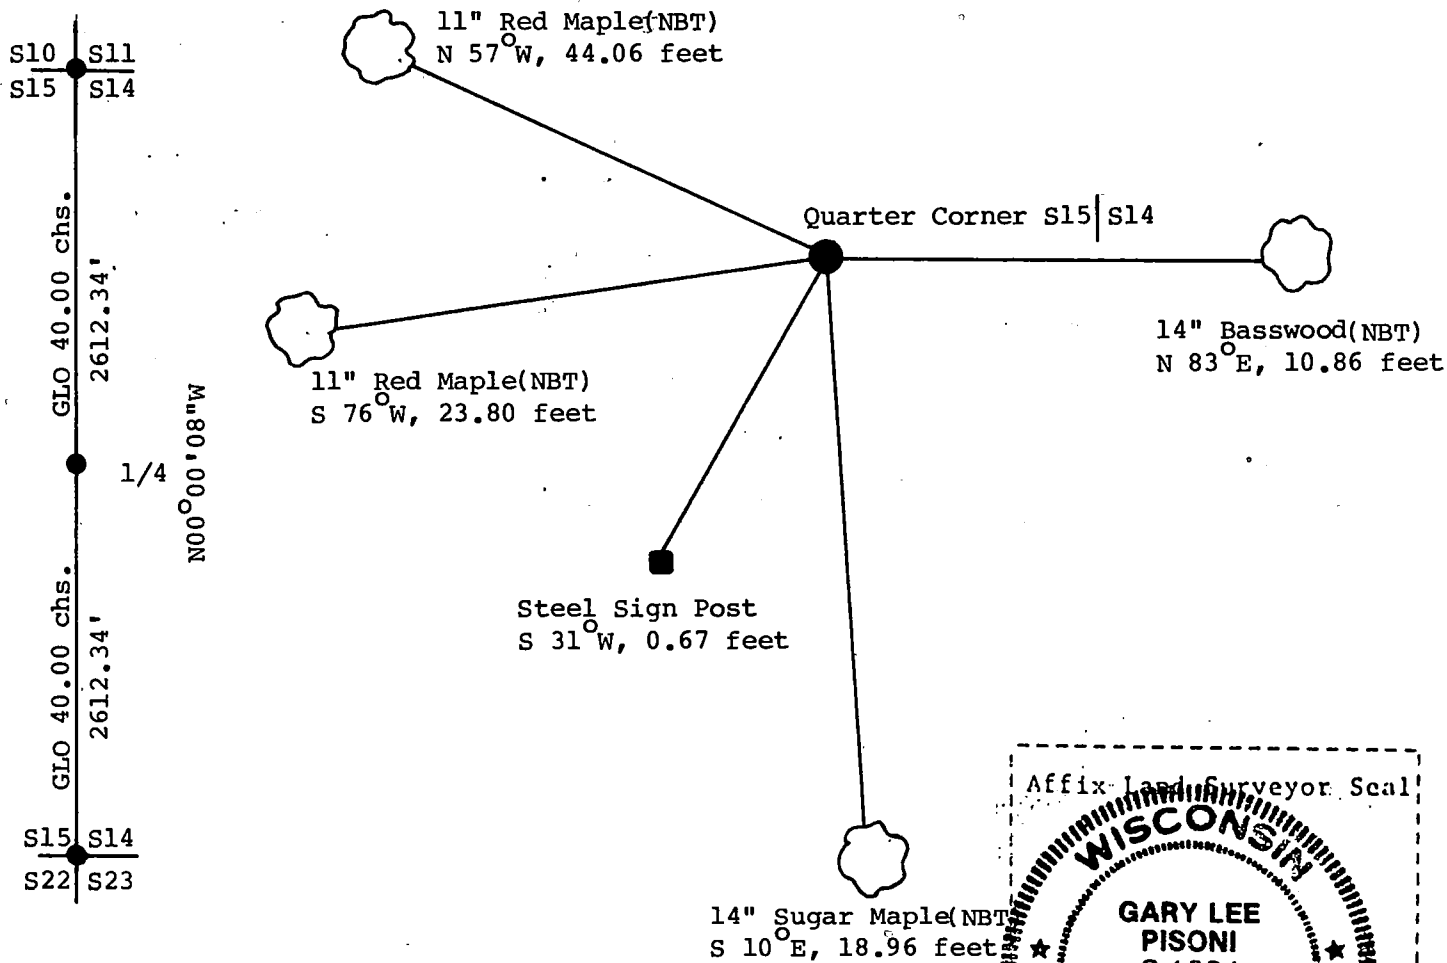 11" Red Maple(NBT)
N 57°W, 44.06 feet
S10 S11
S15 S14
Quarter Corner S15|S14
14" Basswood(NBT)
N 83°E, 10.86 feet
11" Red Maple(NBT)
S 76°W, 23.80 feet
GLO 40.00 chs.
2612.34'
1/4
N00°00'08"W
Steel Sign Post
S 31°W, 0.67 feet
GLO 40.00 chs.
2612.34'
S15 S14
S22 S23
14" Sugar Maple(NBT
S 10°E, 18.96 feet
Affix Land Surveyor Seal
WISCONSIN
GARY LEE
PISONI